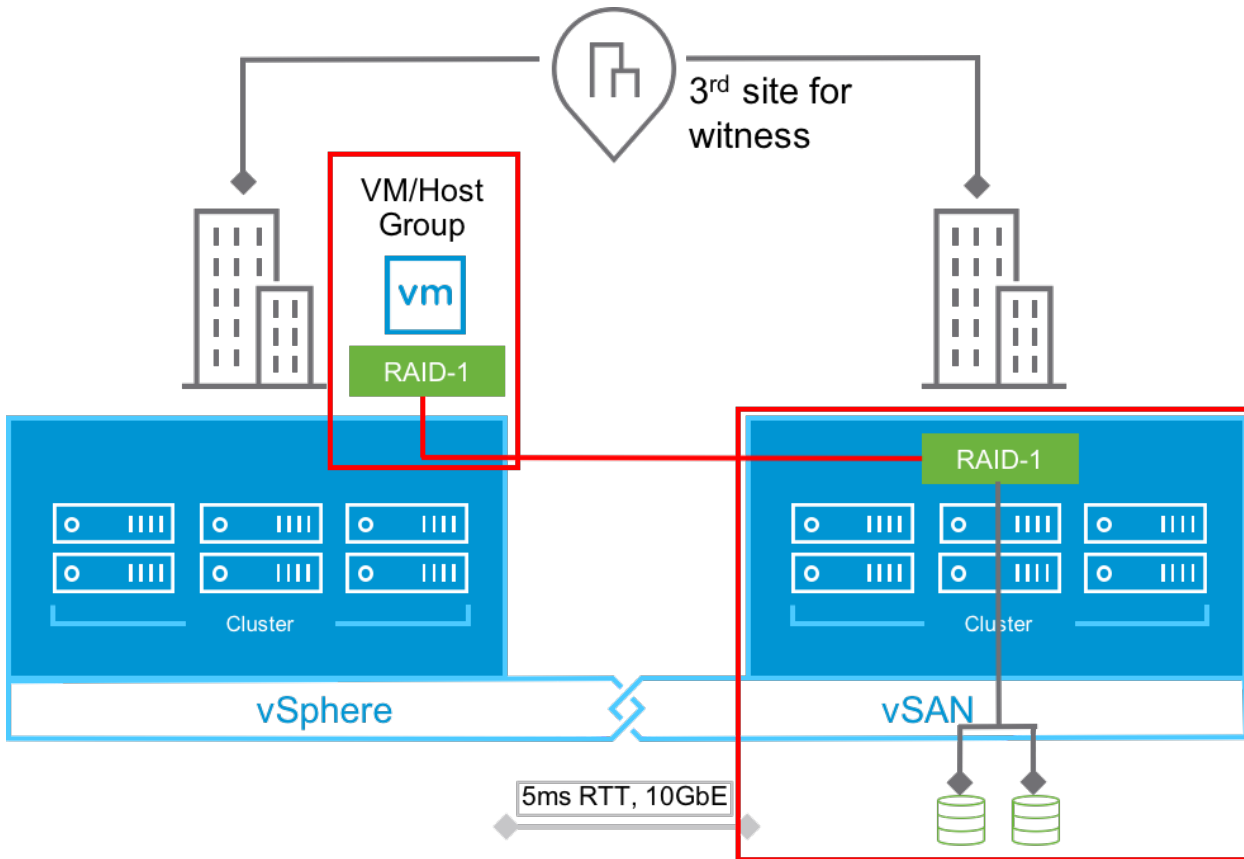 3rd site for
witness
VM/Host
Group
vm
RAID-1
RAID-1
Cluster
Cluster
vSphere
vSAN
5ms RTT, 10GbE